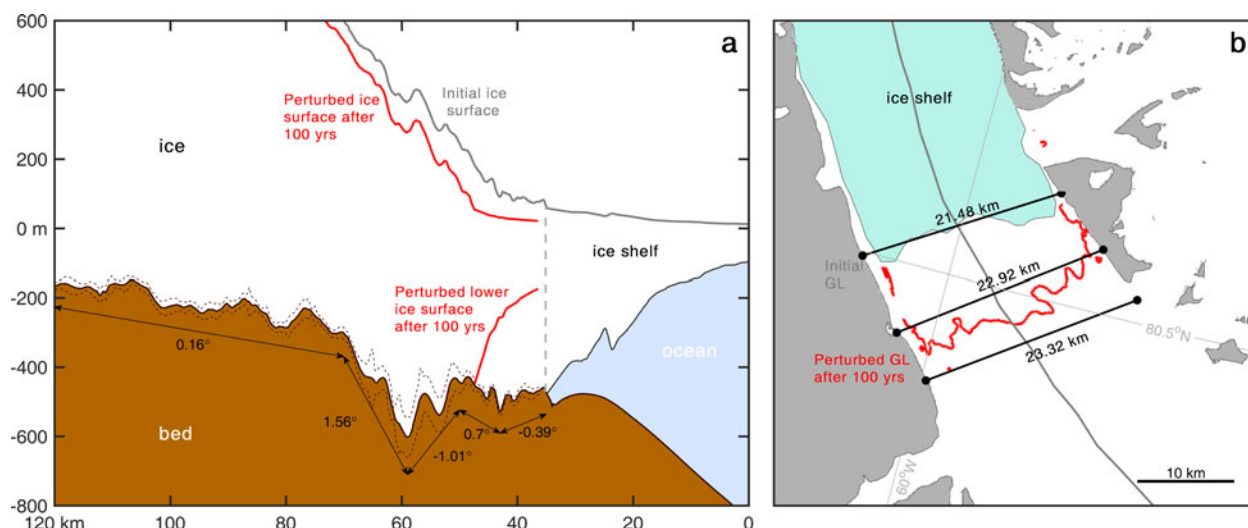 600
400
200
0 m
-200
-400
-600
-800
120 km
100
80
60
40
20
0
a
ice
Perturbed ice
surface after
100 yrs
Initial ice
surface
ice shelf
Perturbed lower
ice surface
after 100 yrs
ocean
bed
0.16°
1.56°
-1.01°
0.7°
-0.39°
b
ice shelf
21.48 km
Initial
GL
22.92 km
80.5°N
23.32 km
Perturbed GL
after 100 yrs
60°W
10 km